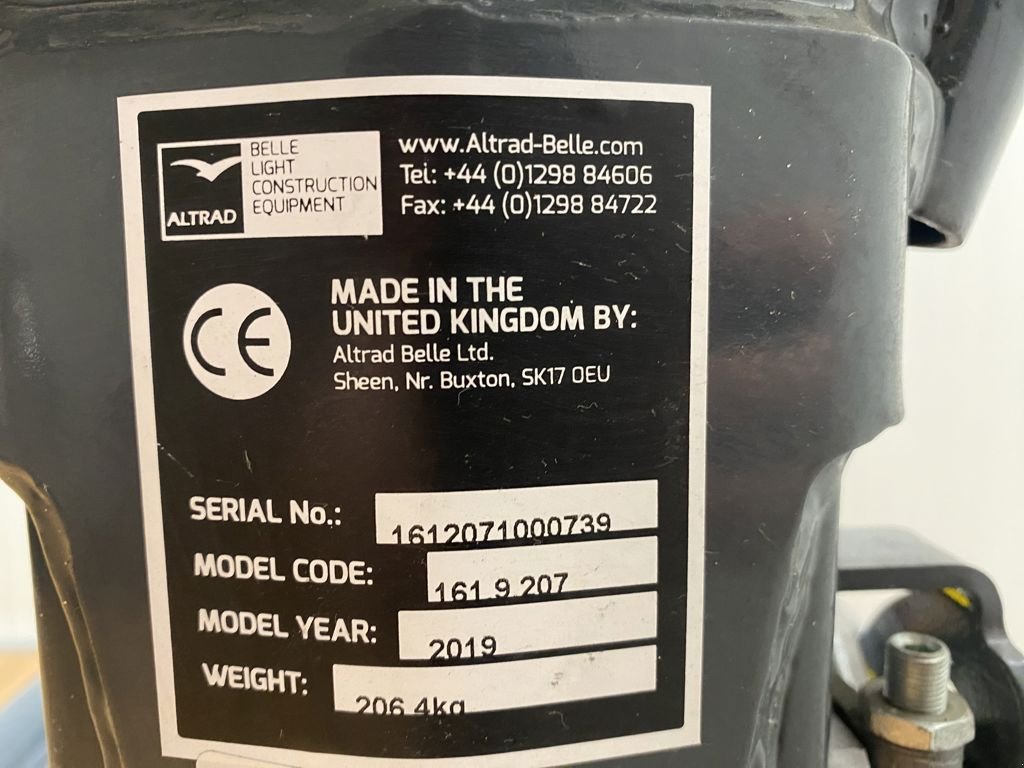 ALTRAD
BELLE
LIGHT
CONSTRUCTION
EQUIPMENT
www.Altrad-Belle.com
Tel: +44 (0)1298 84606
Fax: +44 (0)1298 84722
CE
MADE IN THE
UNITED KINGDOM BY:
Altrad Belle Ltd.
Sheen, Nr. Buxton, SK17 0EU
SERIAL No.: 1612071000739
MODEL CODE: 161.9.207
MODEL YEAR: 2019
WEIGHT: 206.4kg